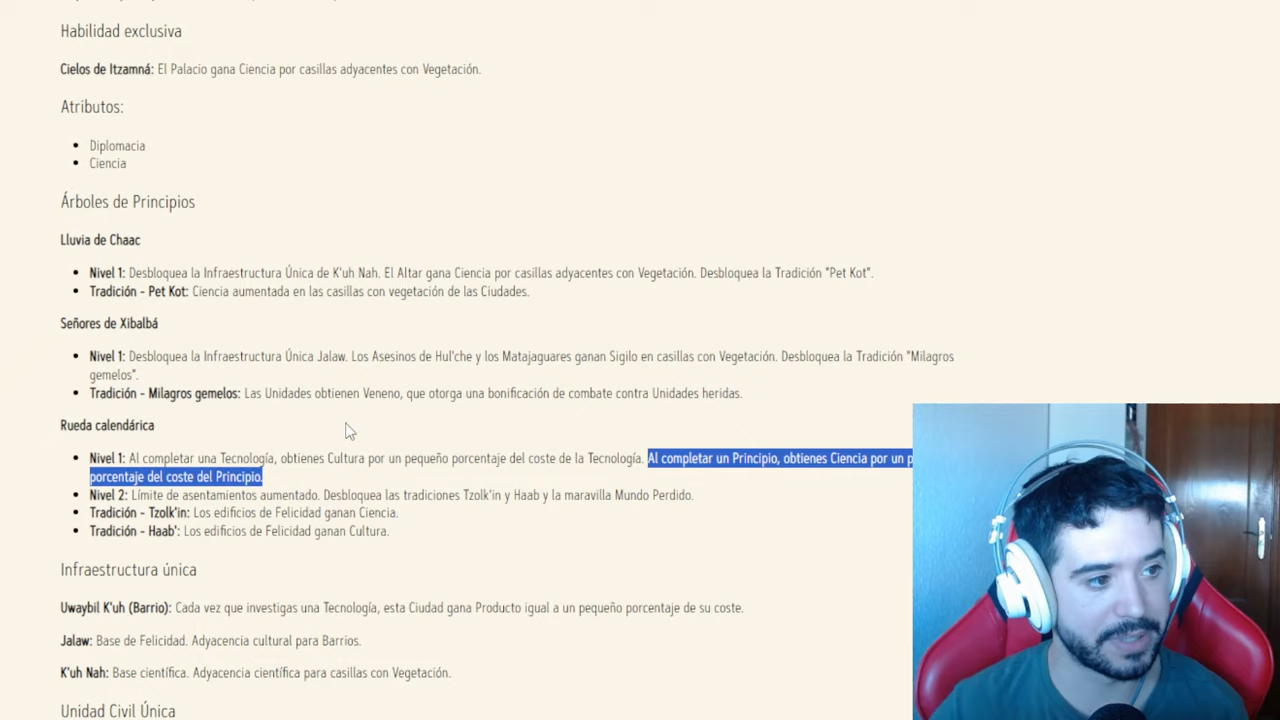 Habilidad exclusiva
Cielos de Itzamná: El Palacio gana Ciencia por casillas adyacentes con Vegetación.
Atributos:
Diplomacia
Ciencia
Árboles de Principios
Lluvia de Chaac
Nivel 1: Desbloquea la Infraestructura Única de K'uh Nah. El Altar gana Ciencia por casillas adyacentes con Vegetación. Desbloquea la Tradición "Pet Kot".
Tradición - Pet Kot: Ciencia aumentada en las casillas con vegetación de las Ciudades.
Señores de Xibalbá
Nivel 1: Desbloquea la Infraestructura Única Jalaw. Los Asesinos de Hul'che y los Matajaguares ganan Sigilo en casillas con Vegetación. Desbloquea la Tradición "Milagros
gemelos".
Tradición - Milagros gemelos: Las Unidades obtienen Veneno, que otorga una bonificación de combate contra Unidades heridas.
Rueda calendárica
Nivel 1: Al completar una Tecnología, obtienes Cultura por un pequeño porcentaje del coste de la Tecnología. Al completar un Principio, obtienes Ciencia por un
porcentaje del coste del Principio.
Nivel 2: Límite de asentamientos aumentado. Desbloquea las tradiciones Tzolk'in y Haab y la maravilla Mundo Perdido.
Tradición - Tzolk'in: Los edificios de Felicidad ganan Ciencia.
Tradición - Haab': Los edificios de Felicidad ganan Cultura.
Infraestructura única
Uwaybil K'uh (Barrio): Cada vez que investigas una Tecnología, esta Ciudad gana Producto igual a un pequeño porcentaje de su coste.
Jalaw: Base de Felicidad. Adyacencia cultural para Barrios.
K'uh Nah: Base científica. Adyacencia científica para casillas con Vegetación.
Unidad Civil Única